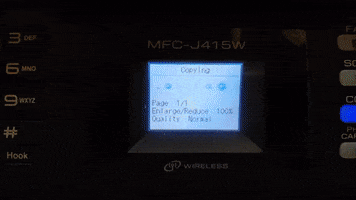 MFC-J415W
3 DEF
6 MNO
9 WXYZ
#
Hook
Copying
Page 1/1
Enlarge/Reduce 100%
Quality Normal
WIRELESS